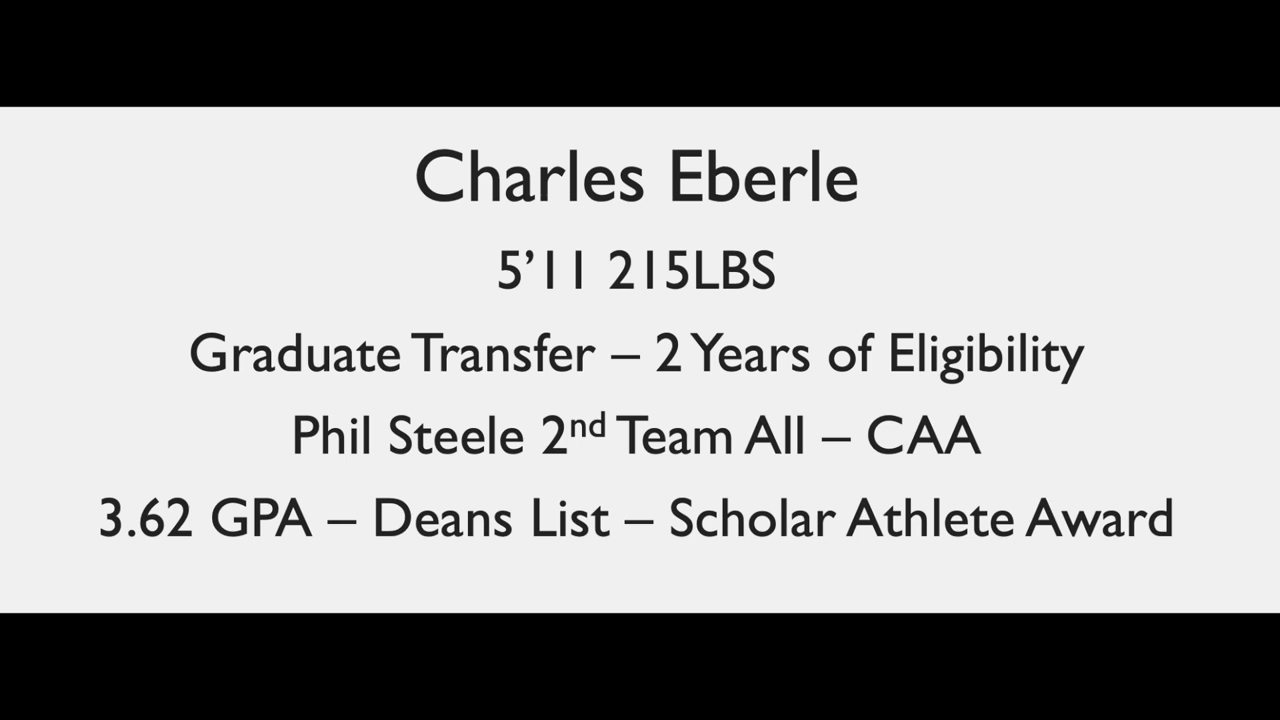 Charles Eberle
5’11 215LBS
Graduate Transfer – 2 Years of Eligibility
Phil Steele 2nd Team All – CAA
3.62 GPA – Deans List – Scholar Athlete Award